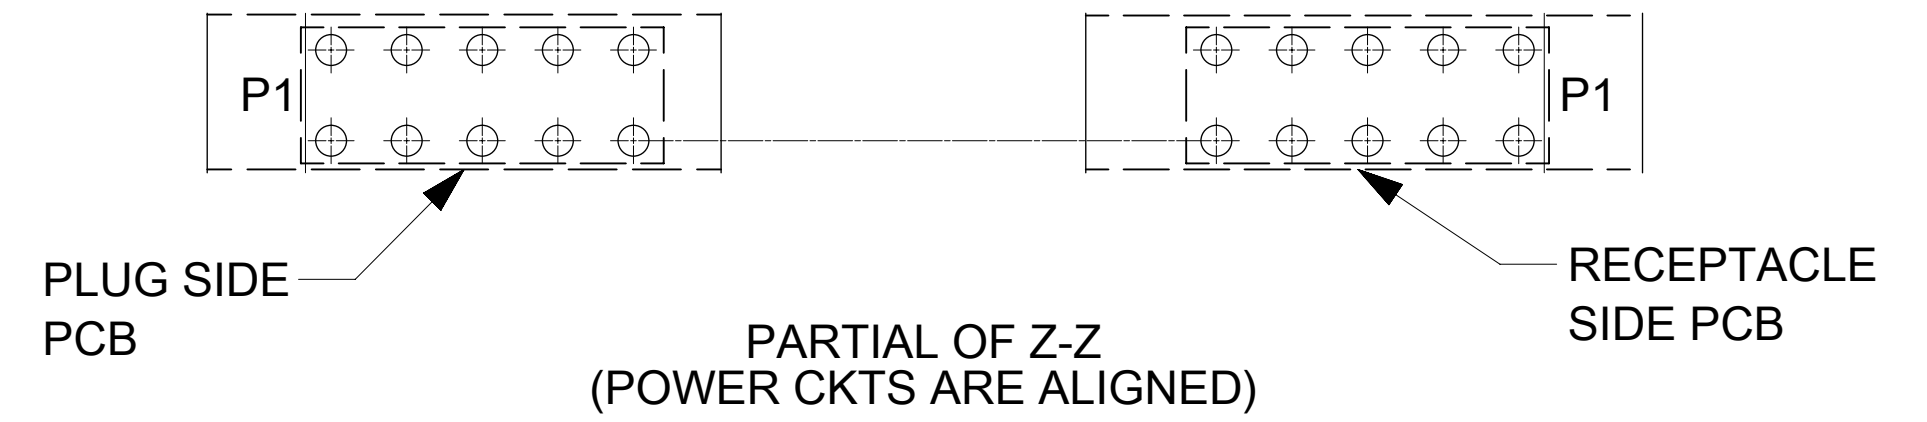 P1
P1
PLUG SIDE
PCB
RECEPTACLE
SIDE PCB
PARTIAL OF Z-Z
(POWER CKTS ARE ALIGNED)